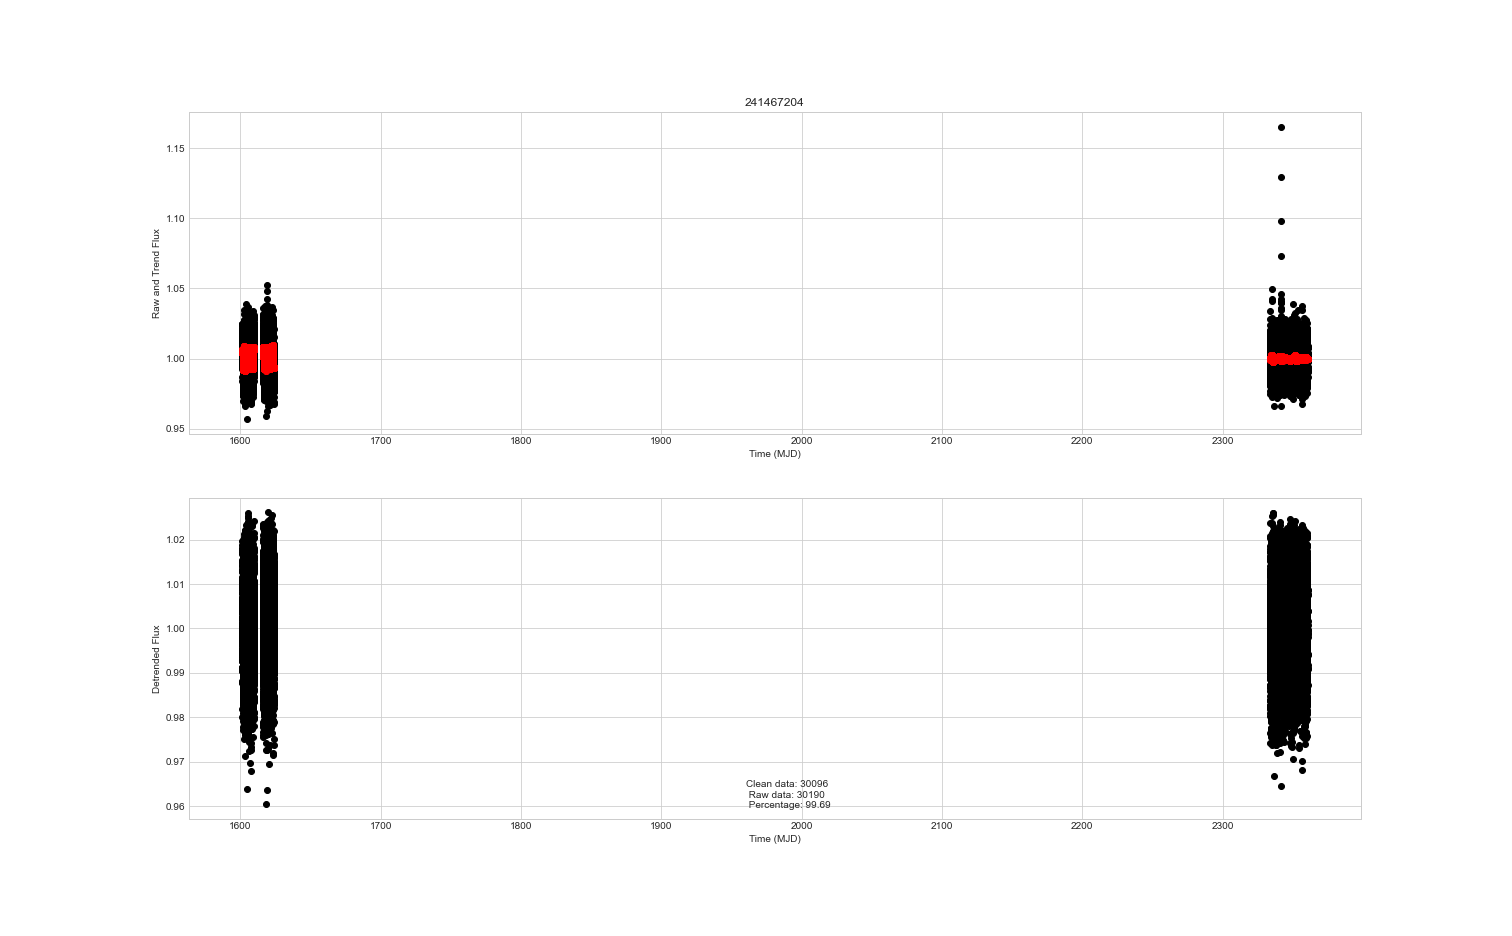 241467204
1.15
1.10
1.05
1.00
0.95
Raw and Trend Flux
1600 1700 1800 1900 2000 2100 2200 2300
Time (MJD)
1.02
1.01
1.00
0.99
0.98
0.97
0.96
Detrended Flux
Clean data: 30096
Raw data: 30190
Percentage: 99.69
1600 1700 1800 1900 2000 2100 2200 2300
Time (MJD)